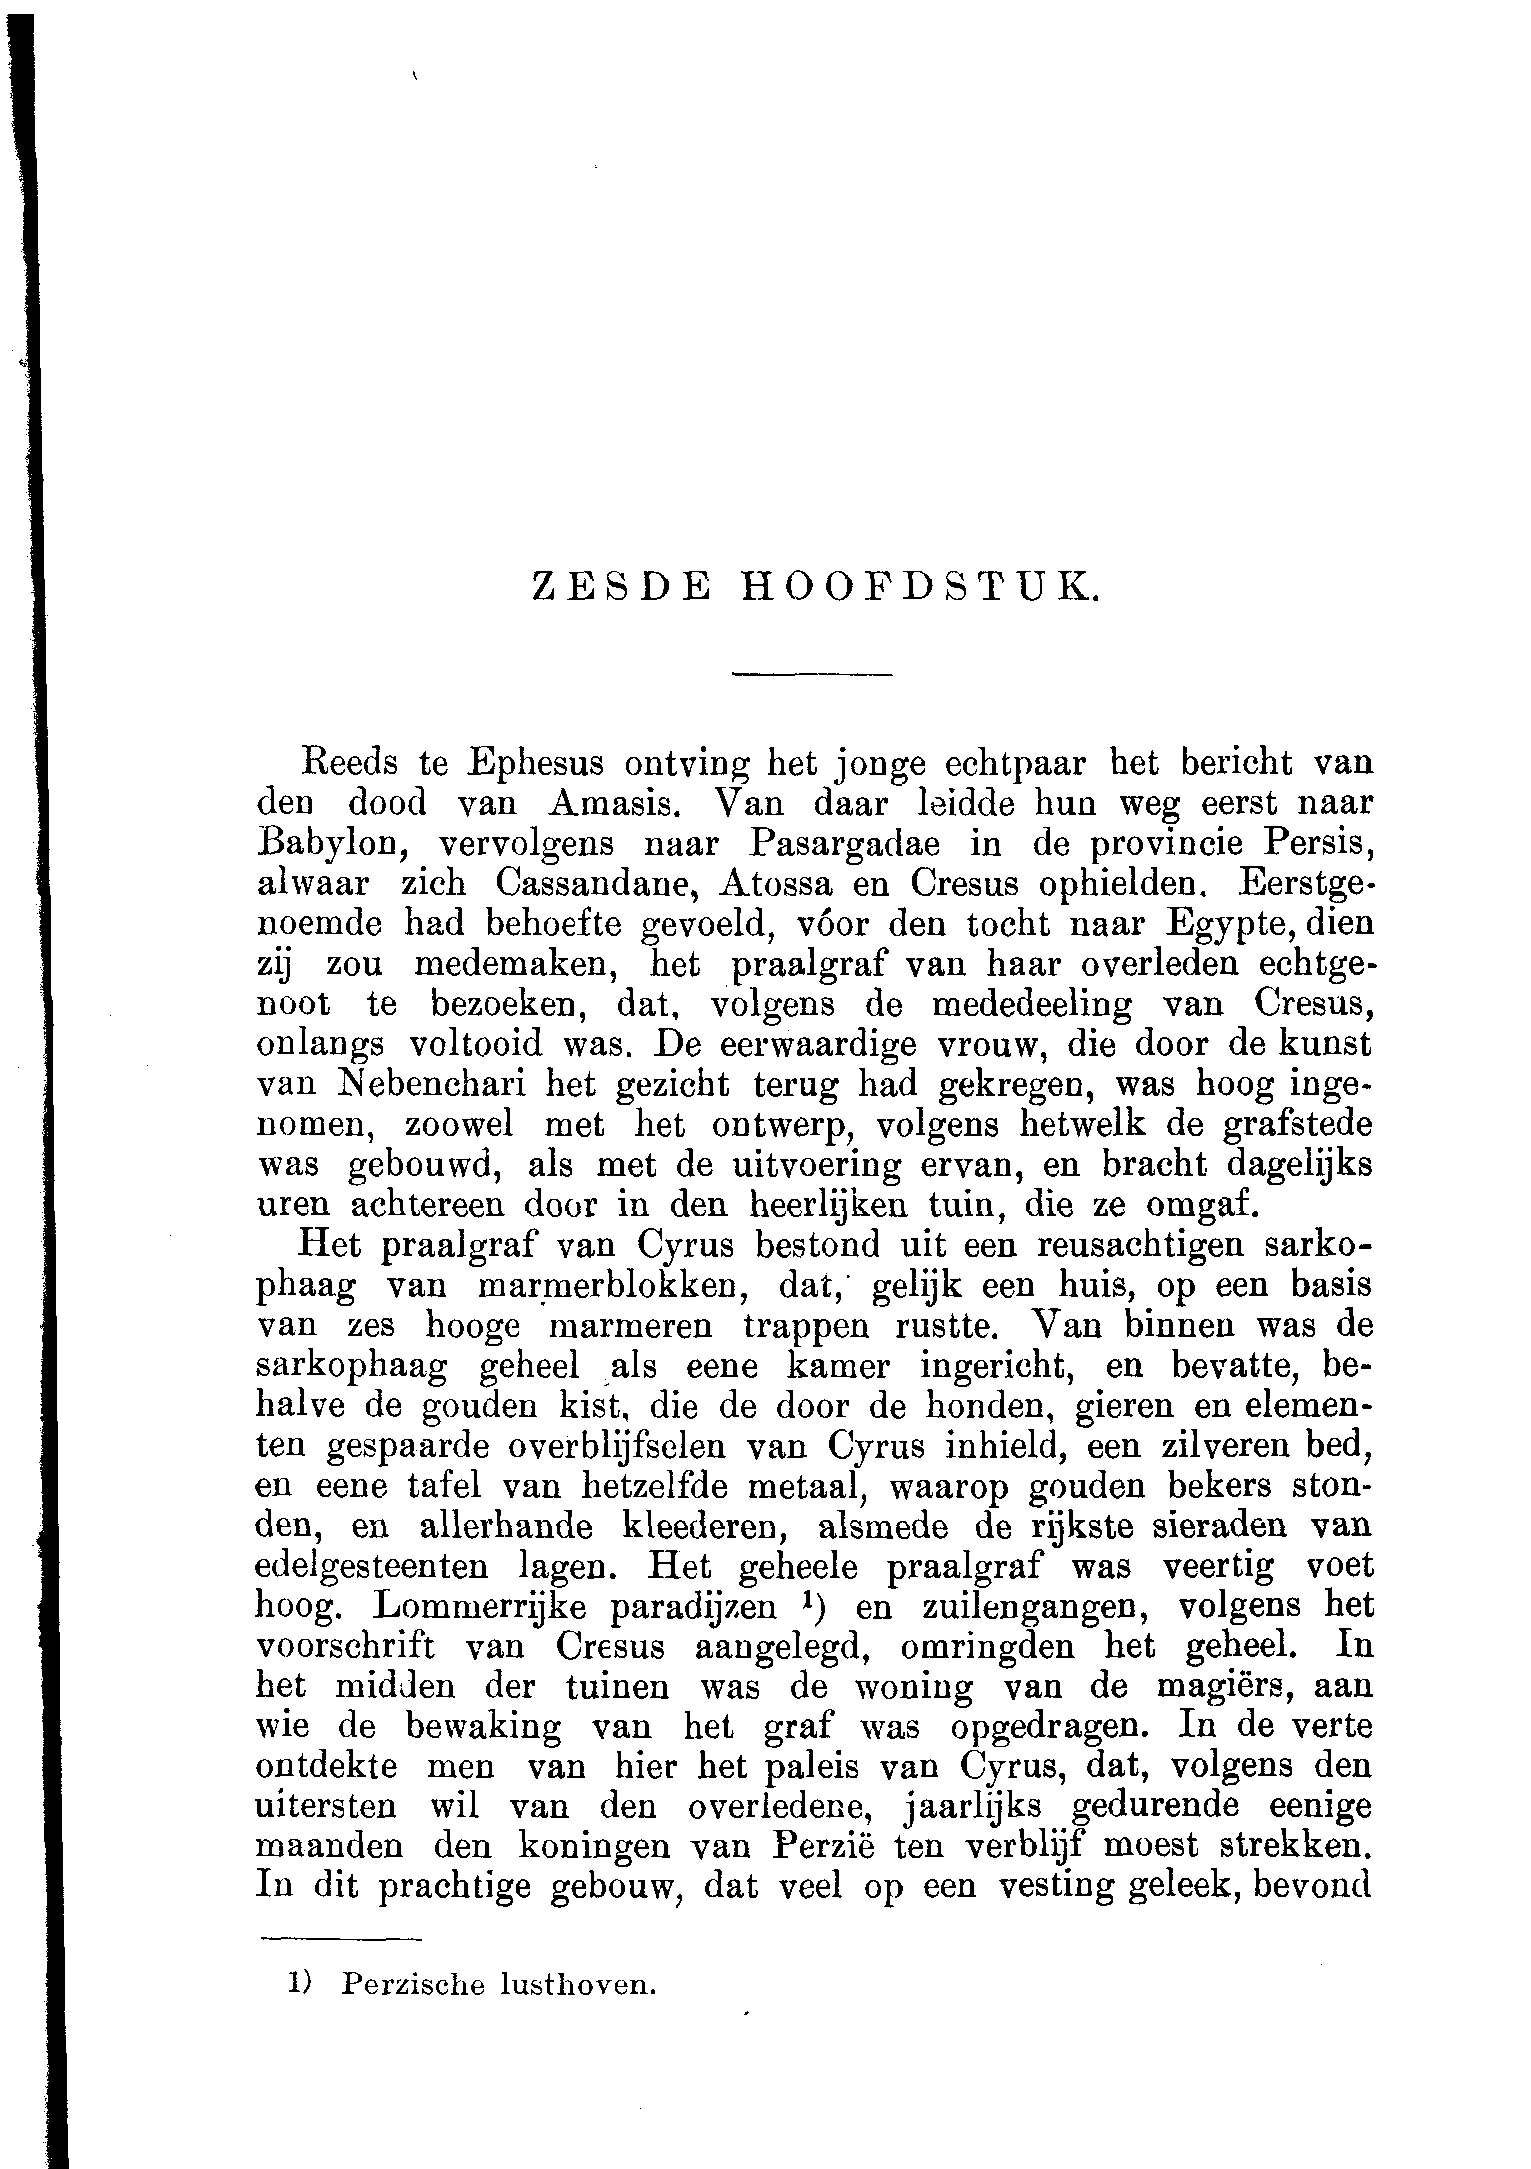 ZESDE HOOFDSTUK.
Reeds te Ephesus ontving het jonge echtpaar het bericht van
den dood van Amasis. Van daar leidde hun weg eerst naar
Babylon, vervolgens naar Pasargadae in de provincie Persis,
alwaar zich Cassandane, Atossa en Cresus ophielden. Eerstge-
noemde had behoefte gevoeld, vóor den tocht naar Egypte, dien
zij zou medemaken, het praalgraf van haar overleden echtge-
noot te bezoeken, dat, volgens de mededeeling van Cresus,
onlangs voltooid was. De eerwaardige vrouw, die door de kunst
van Nebenchari het gezicht terug had gekregen, was hoog inge-
nomen, zoowel met het ontwerp, volgens hetwelk de grafstede
was gebouwd, als met de uitvoering ervan, en bracht dagelijks
uren achtereen door in den heerlijken tuin, die ze omgaf.
Het praalgraf van Cyrus bestond uit een reusachtigen sarko-
phaag van marmerblokken, dat, gelijk een huis, op een basis
van zes hooge marmeren trappen rustte. Van binnen was de
sarkophaag geheel als eene kamer ingericht, en bevatte, be-
halve de gouden kist, die de door de honden, gieren en elemen-
ten gespaarde overblijfselen van Cyrus inhield, een zilveren bed,
en eene tafel van hetzelfde metaal, waarop gouden bekers ston-
den, en allerhande kleederen, alsmede de rijkste sieraden van
edelgesteenten lagen. Het geheele praalgraf was veertig voet
hoog. Lommerrijke paradijzen ¹) en zuilengangen, volgens het
voorschrift van Cresus aangelegd, omringden het geheel. In
het midden der tuinen was de woning van de magiërs, aan
wie de bewaking van het graf was opgedragen. In de verte
ontdekte men van hier het paleis van Cyrus, dat, volgens den
uitersten wil van den overledene, jaarlijks gedurende eenige
maanden den koningen van Perzië ten verblijf moest strekken.
In dit prachtige gebouw, dat veel op een vesting geleek, bevond
1) Perzische lusthoven.